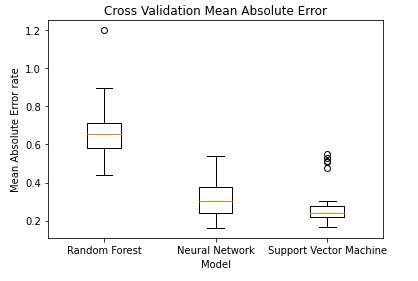 Cross Validation Mean Absolute Error
Mean Absolute Error rate
1.2
1.0
0.8
0.6
0.4
0.2
Random Forest
Neural Network
Support Vector Machine
Model